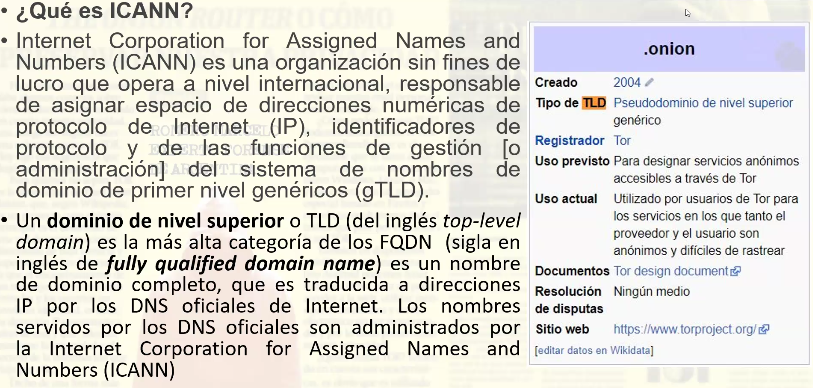 • ¿Qué es ICANN?
• Internet Corporation for Assigned Names and
Numbers (ICANN) es una organización sin fines de
lucro que opera a nivel internacional, responsable
de asignar espacio de direcciones numéricas de
protocolo de Internet (IP), identificadores de
protocolo y de las funciones de gestión [o
administración] del sistema de nombres de
dominio de primer nivel genéricos (gTLD).
• Un dominio de nivel superior o TLD (del inglés top-level
domain) es la más alta categoría de los FQDN (sigla en
inglés de fully qualified domain name) es un nombre
de dominio completo, que es traducida a direcciones
IP por los DNS oficiales de Internet. Los nombres
servidos por los DNS oficiales son administrados por
la Internet Corporation for Assigned Names and
Numbers (ICANN)
.onion
Creado 2004
Tipo de TLD Pseudodominio de nivel superior
genérico
Registrador Tor
Uso previsto Para designar servicios anónimos
accesibles a través de Tor
Uso actual Utilizado por usuarios de Tor para
los servicios en los que tanto el
proveedor y el usuario son
anónimos y difíciles de rastrear
Documentos Tor design document
Resolución Ningún medio
de disputas
Sitio web https://www.torproject.org/
[editar datos en Wikidata]